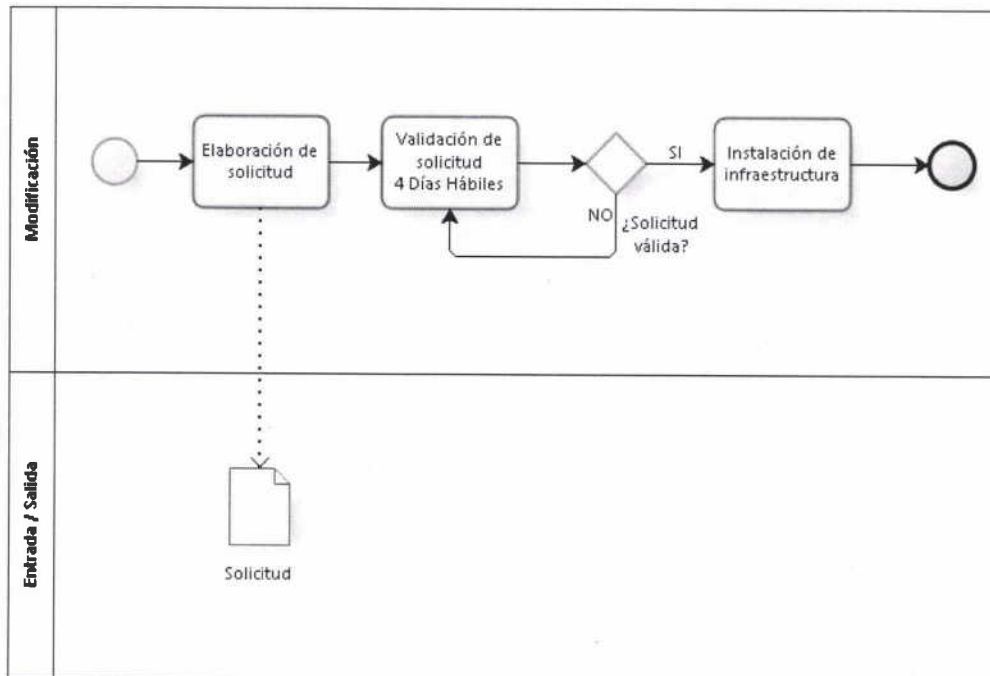 Modificación
Elaboración de
solicitud
Validación de
solicitud
4 Días Hábiles
SI
NO
¿Solicitud
válida?
Instalación de
infraestructura
Entrada / Salida
Solicitud